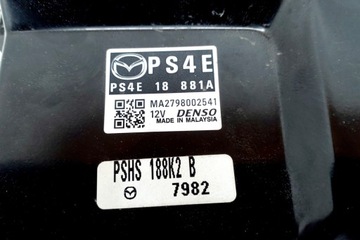 PS4E
PS4E 18 881A
MA2798002541
12V DENSO
MADE IN MALAYSIA
PSHS 188K2 B
7982